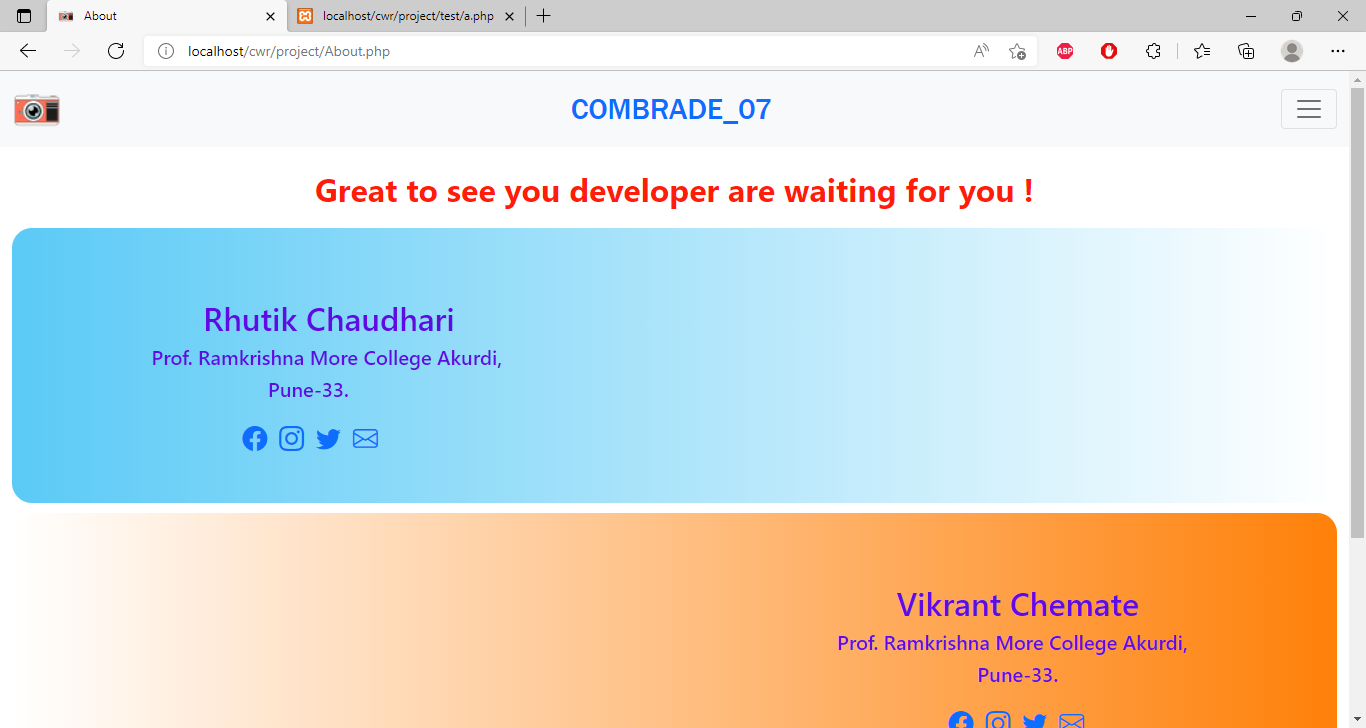 About
localhost/cwr/project/test/a.php
localhost/cwr/project/About.php
ABP
COMBRADE_07
Great to see you developer are waiting for you !
Rhutik Chaudhari
Prof. Ramkrishna More College Akurdi,
Pune-33.
Vikrant Chemate
Prof. Ramkrishna More College Akurdi,
Pune-33.